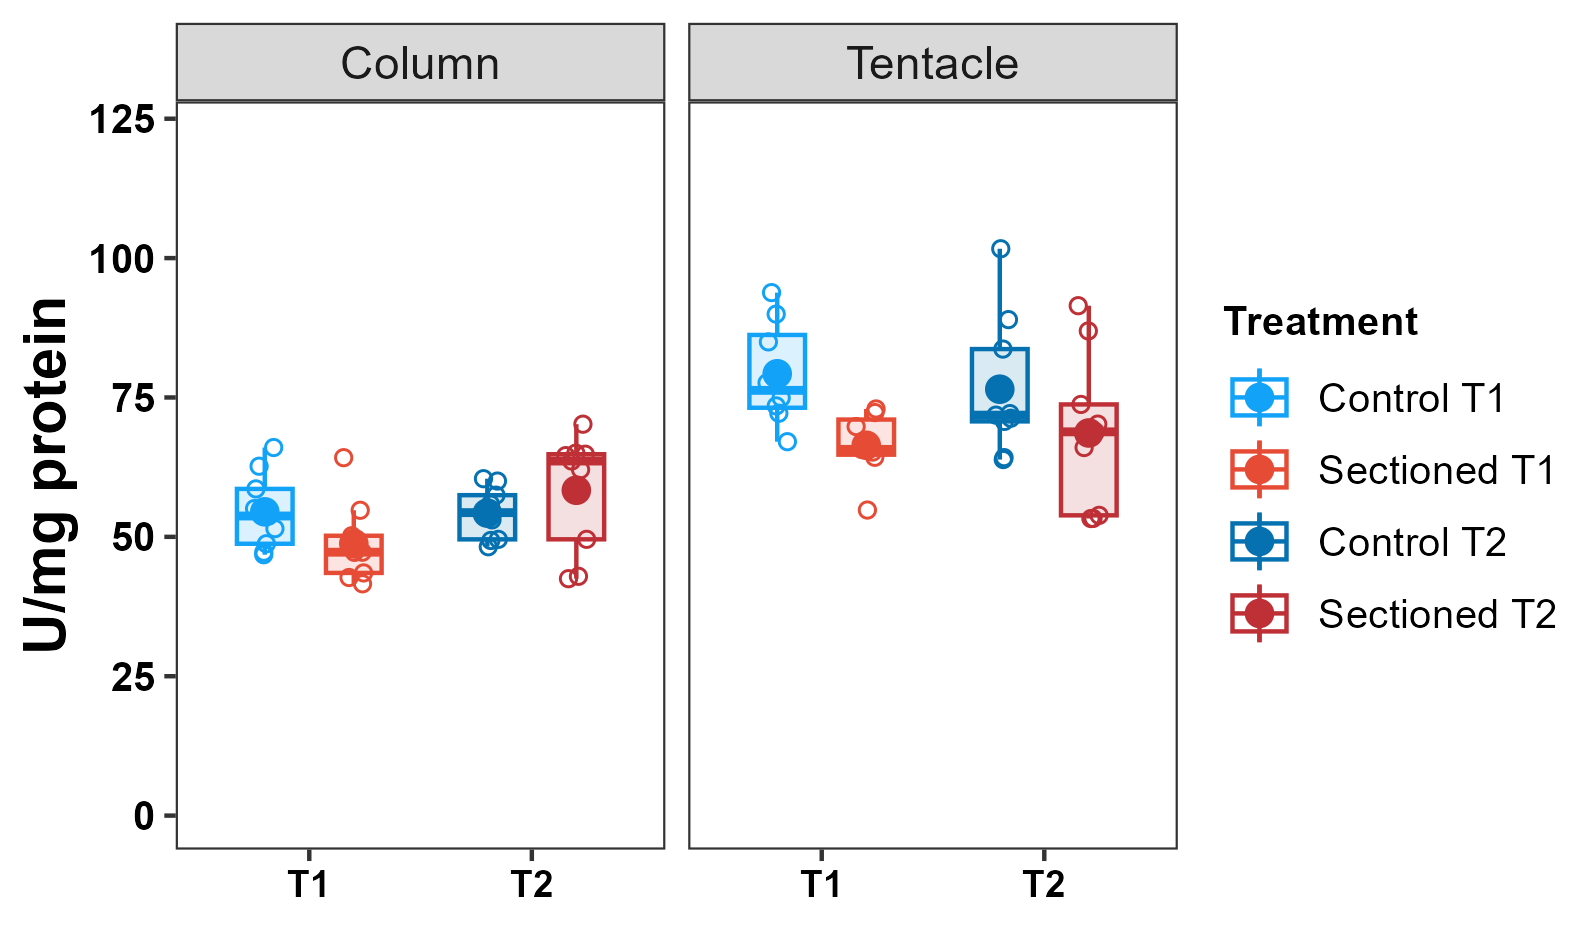 Column
Tentacle
U/mg protein
125
100
75
50
25
0
T1
T2
T1
T2
Treatment
Control T1
Sectioned T1
Control T2
Sectioned T2